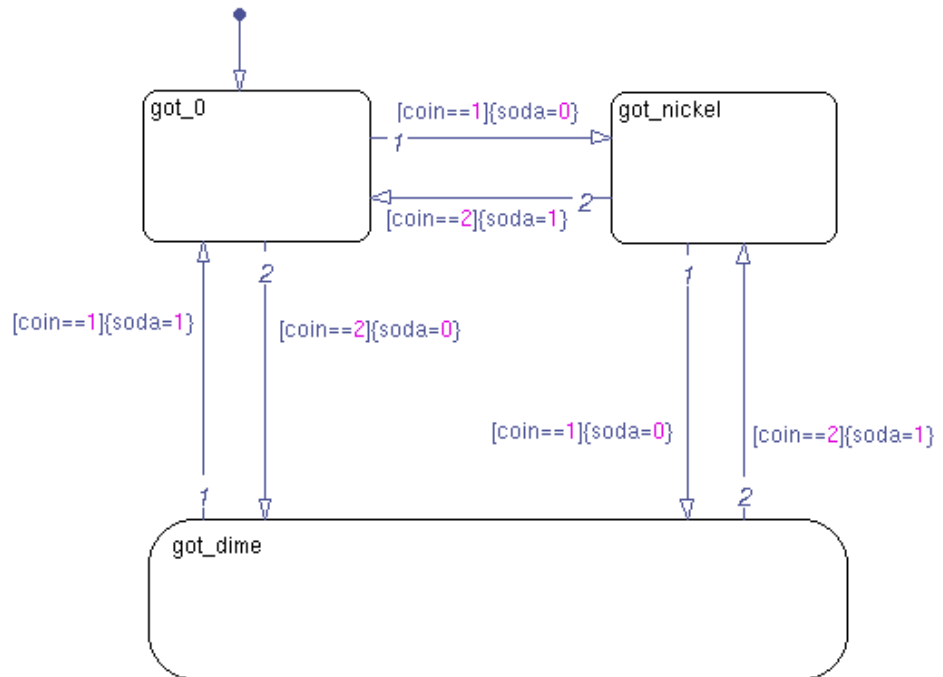 got_0
[coin==1]{soda=0}
got_nickel
1
2
[coin==2]{soda=1}
2
1
[coin==1]{soda=1}
[coin==2]{soda=0}
[coin==1]{soda=0}
[coin==2]{soda=1}
1
2
got_dime